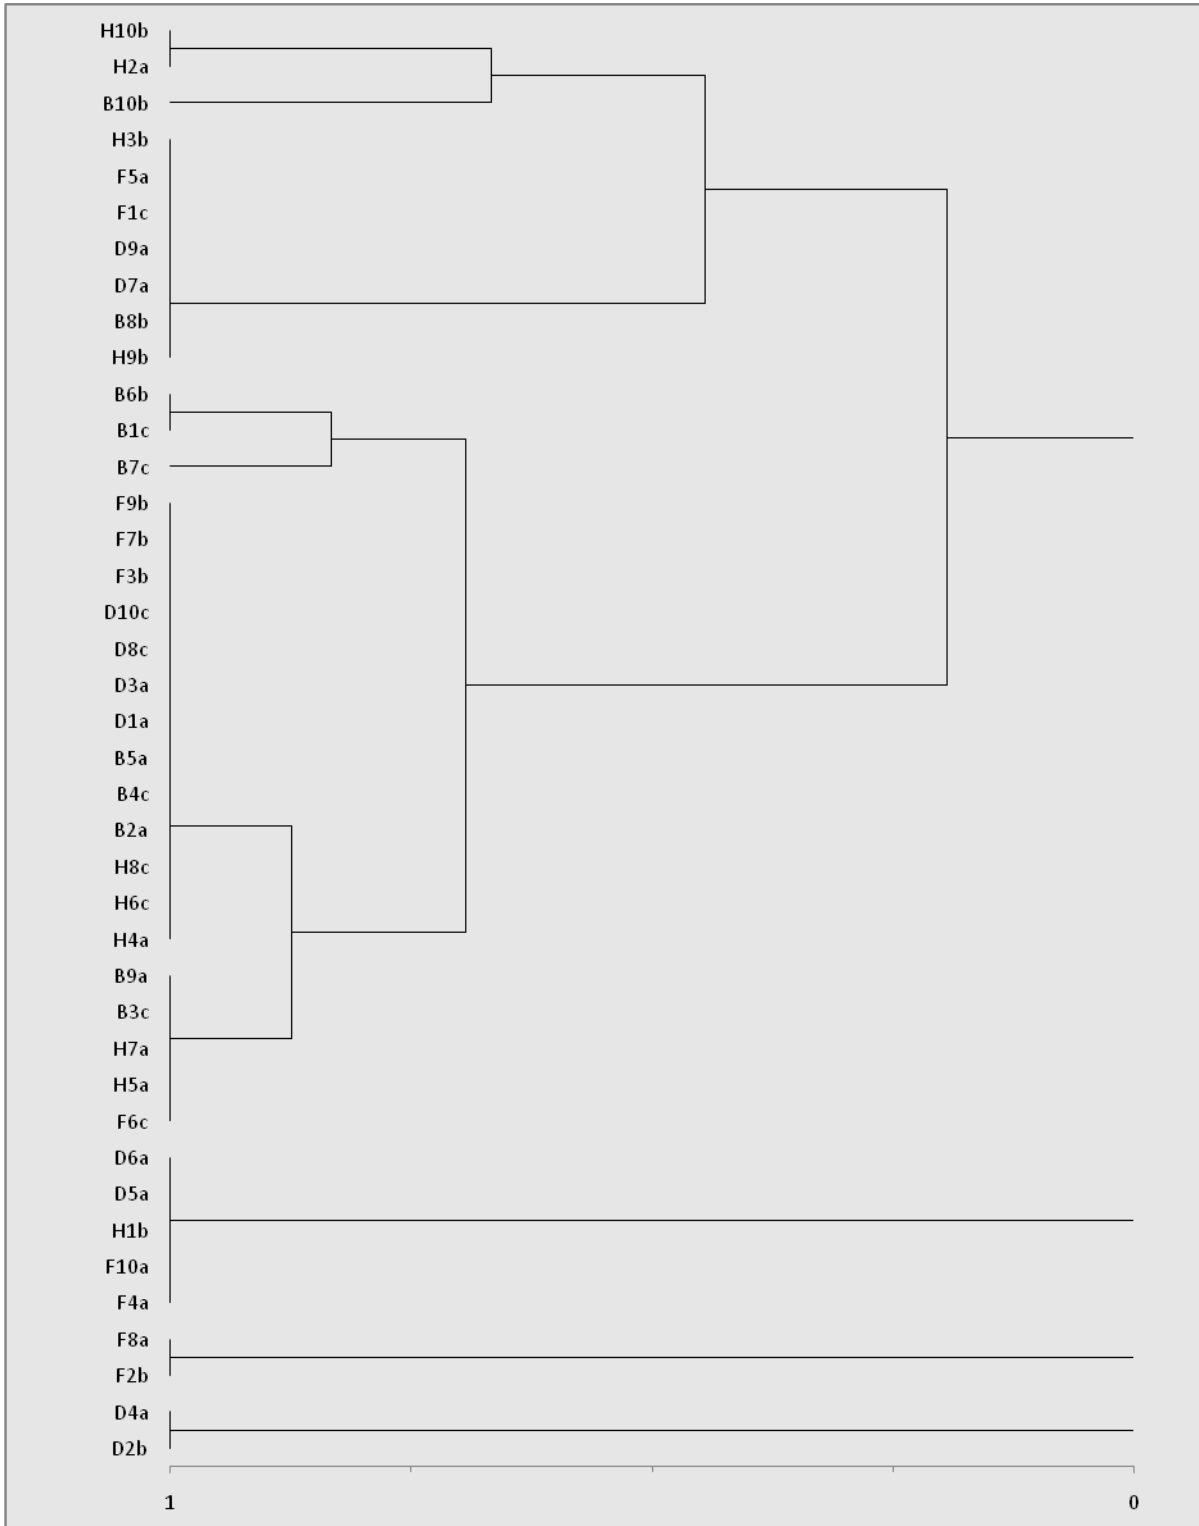 H10b
H2a
B10b
H3b
F5a
F1c
D9a
D7a
B8b
H9b
B6b
B1c
B7c
F9b
F7b
F3b
D10c
D8c
D3a
D1a
B5a
B4c
B2a
H8c
H6c
H4a
B9a
B3c
H7a
H5a
F6c
D6a
D5a
H1b
F10a
F4a
F8a
F2b
D4a
D2b
1 0